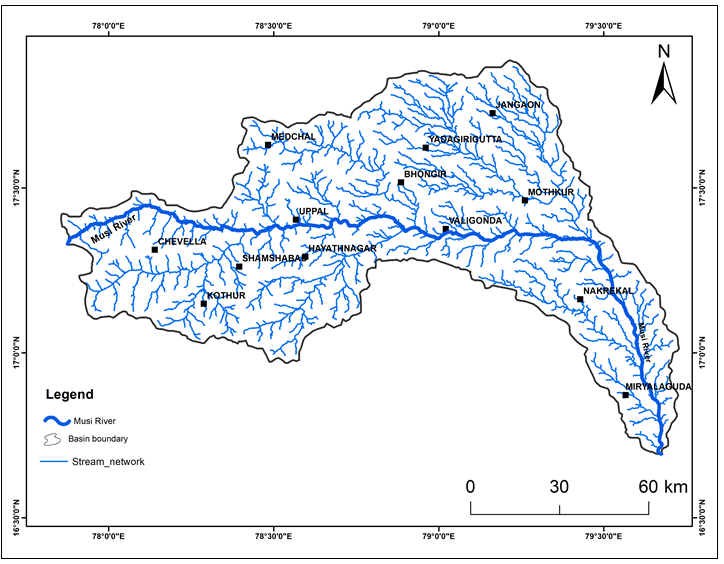 78°0'0"E 78°30'0"E 79°0'0"E 79°30'0"E
N
JANGAON
MEDCHAL
YADAGIRIGUTTA
BHONGIR
17°30'0"N 17°30'0"N
MOTHKUR
UPPAL
Musi River
VALIGONDA
CHEVELLA
HAYATHNAGAR
SHAMSHABAD
KOTHUR
NAKREKAL
Musi River
17°0'0"N 17°0'0"N
MIRYALAGUDA
Legend
Musi River
Basin boundary
Stream_network
0 30 60 km
16°30'0"N 16°30'0"N
78°0'0"E 78°30'0"E 79°0'0"E 79°30'0"E